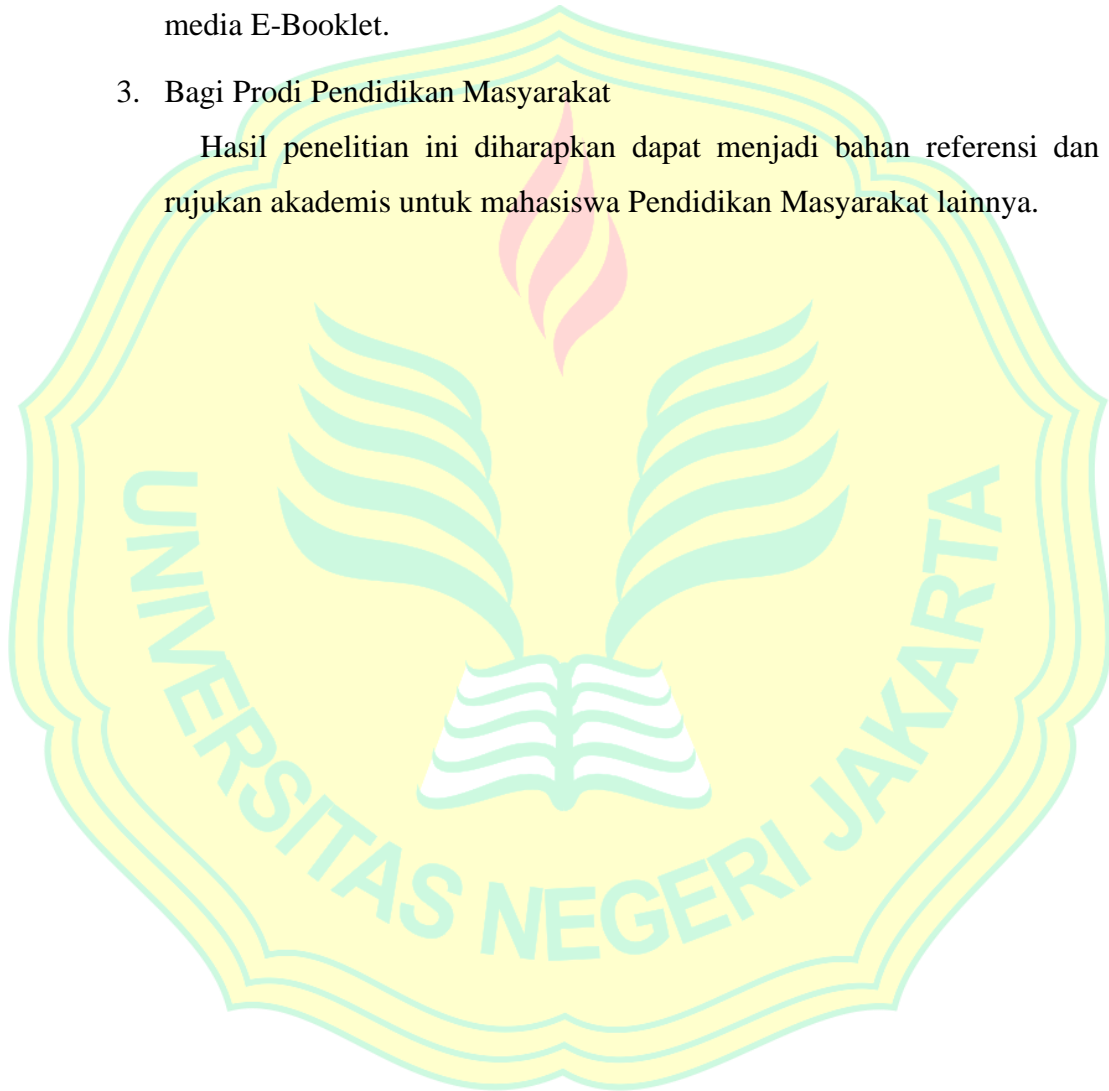 media E-Booklet.
3. Bagi Prodi Pendidikan Masyarakat
Hasil penelitian ini diharapkan dapat menjadi bahan referensi dan
rujukan akademis untuk mahasiswa Pendidikan Masyarakat lainnya.
UNIVERSITAS NEGERI JAKARTA